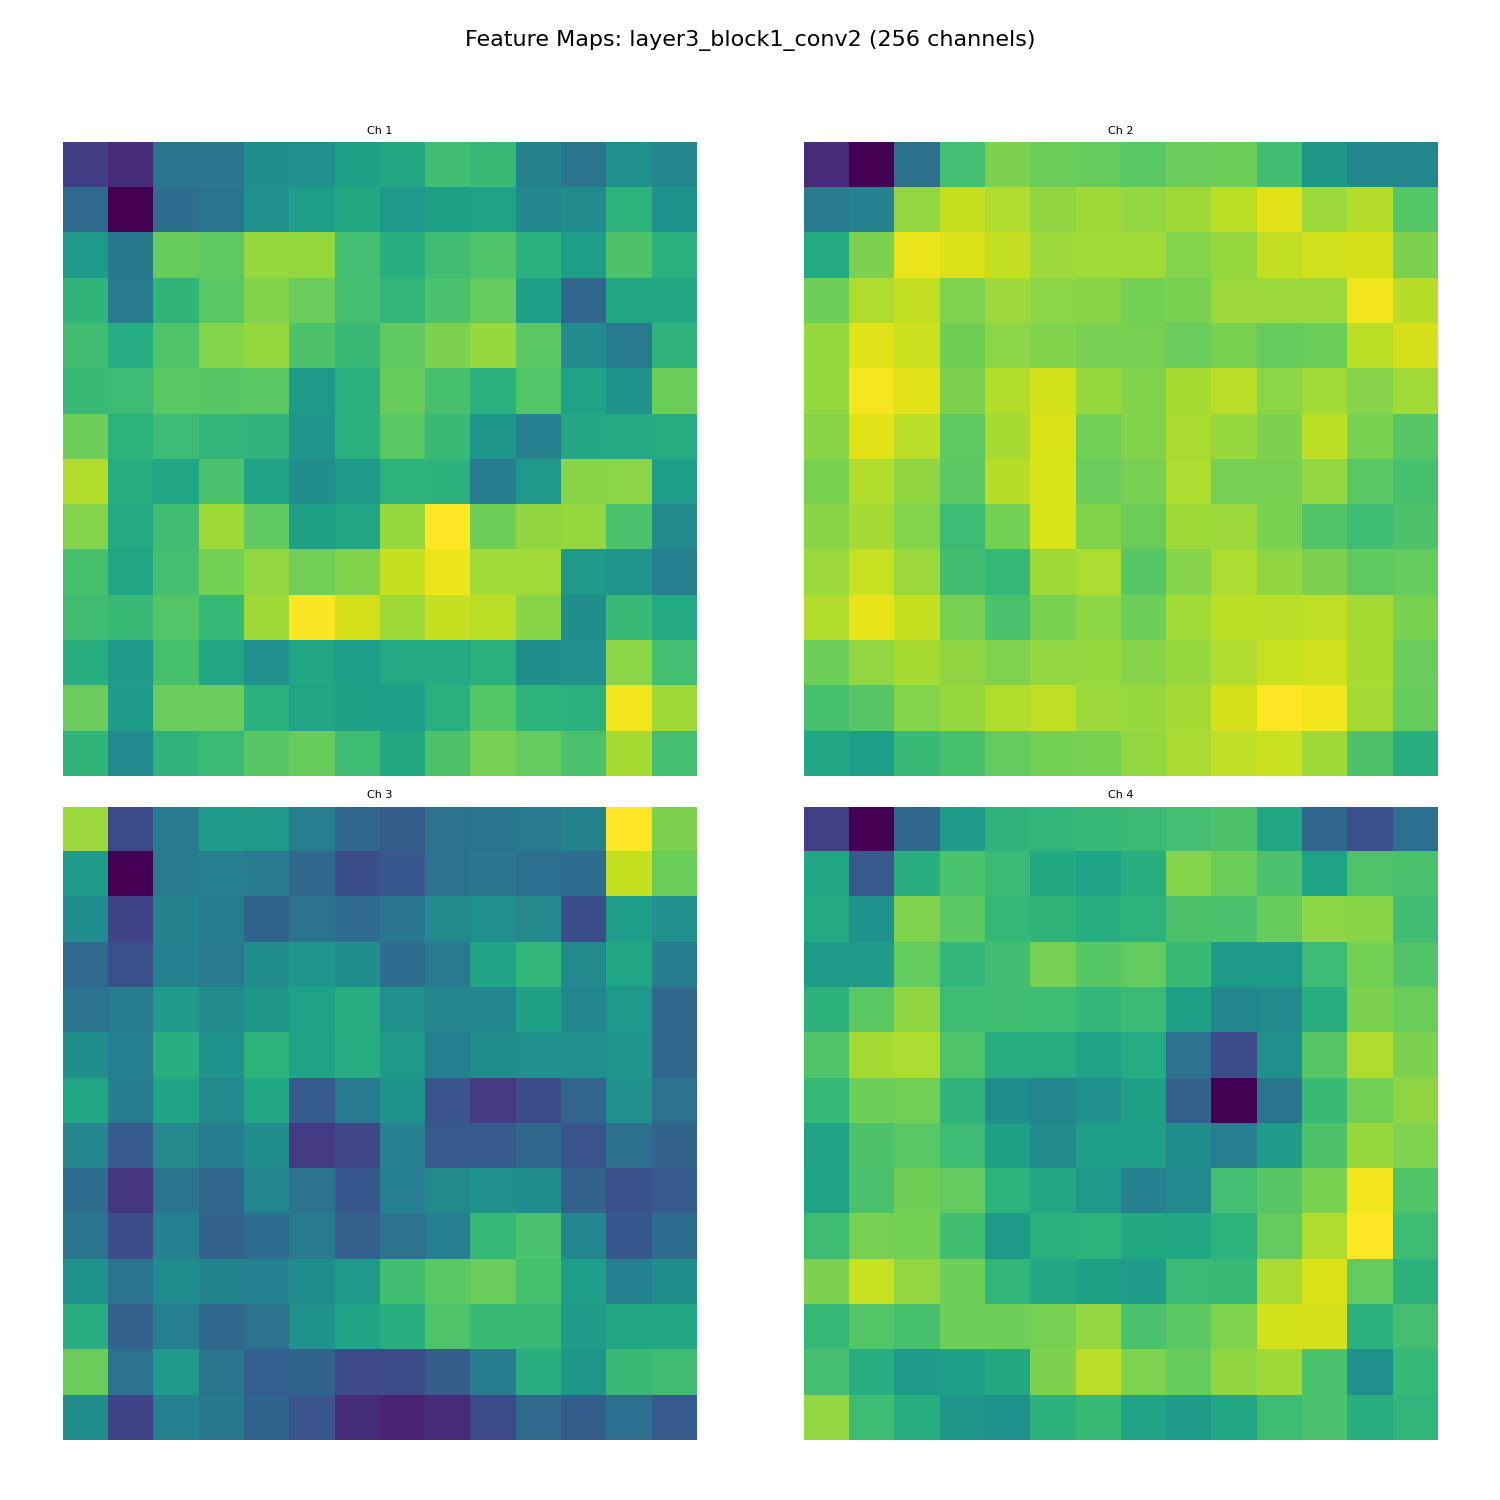 Feature Maps: layer3_block1_conv2 (256 channels)
Ch 1
Ch 2
Ch 3
Ch 4